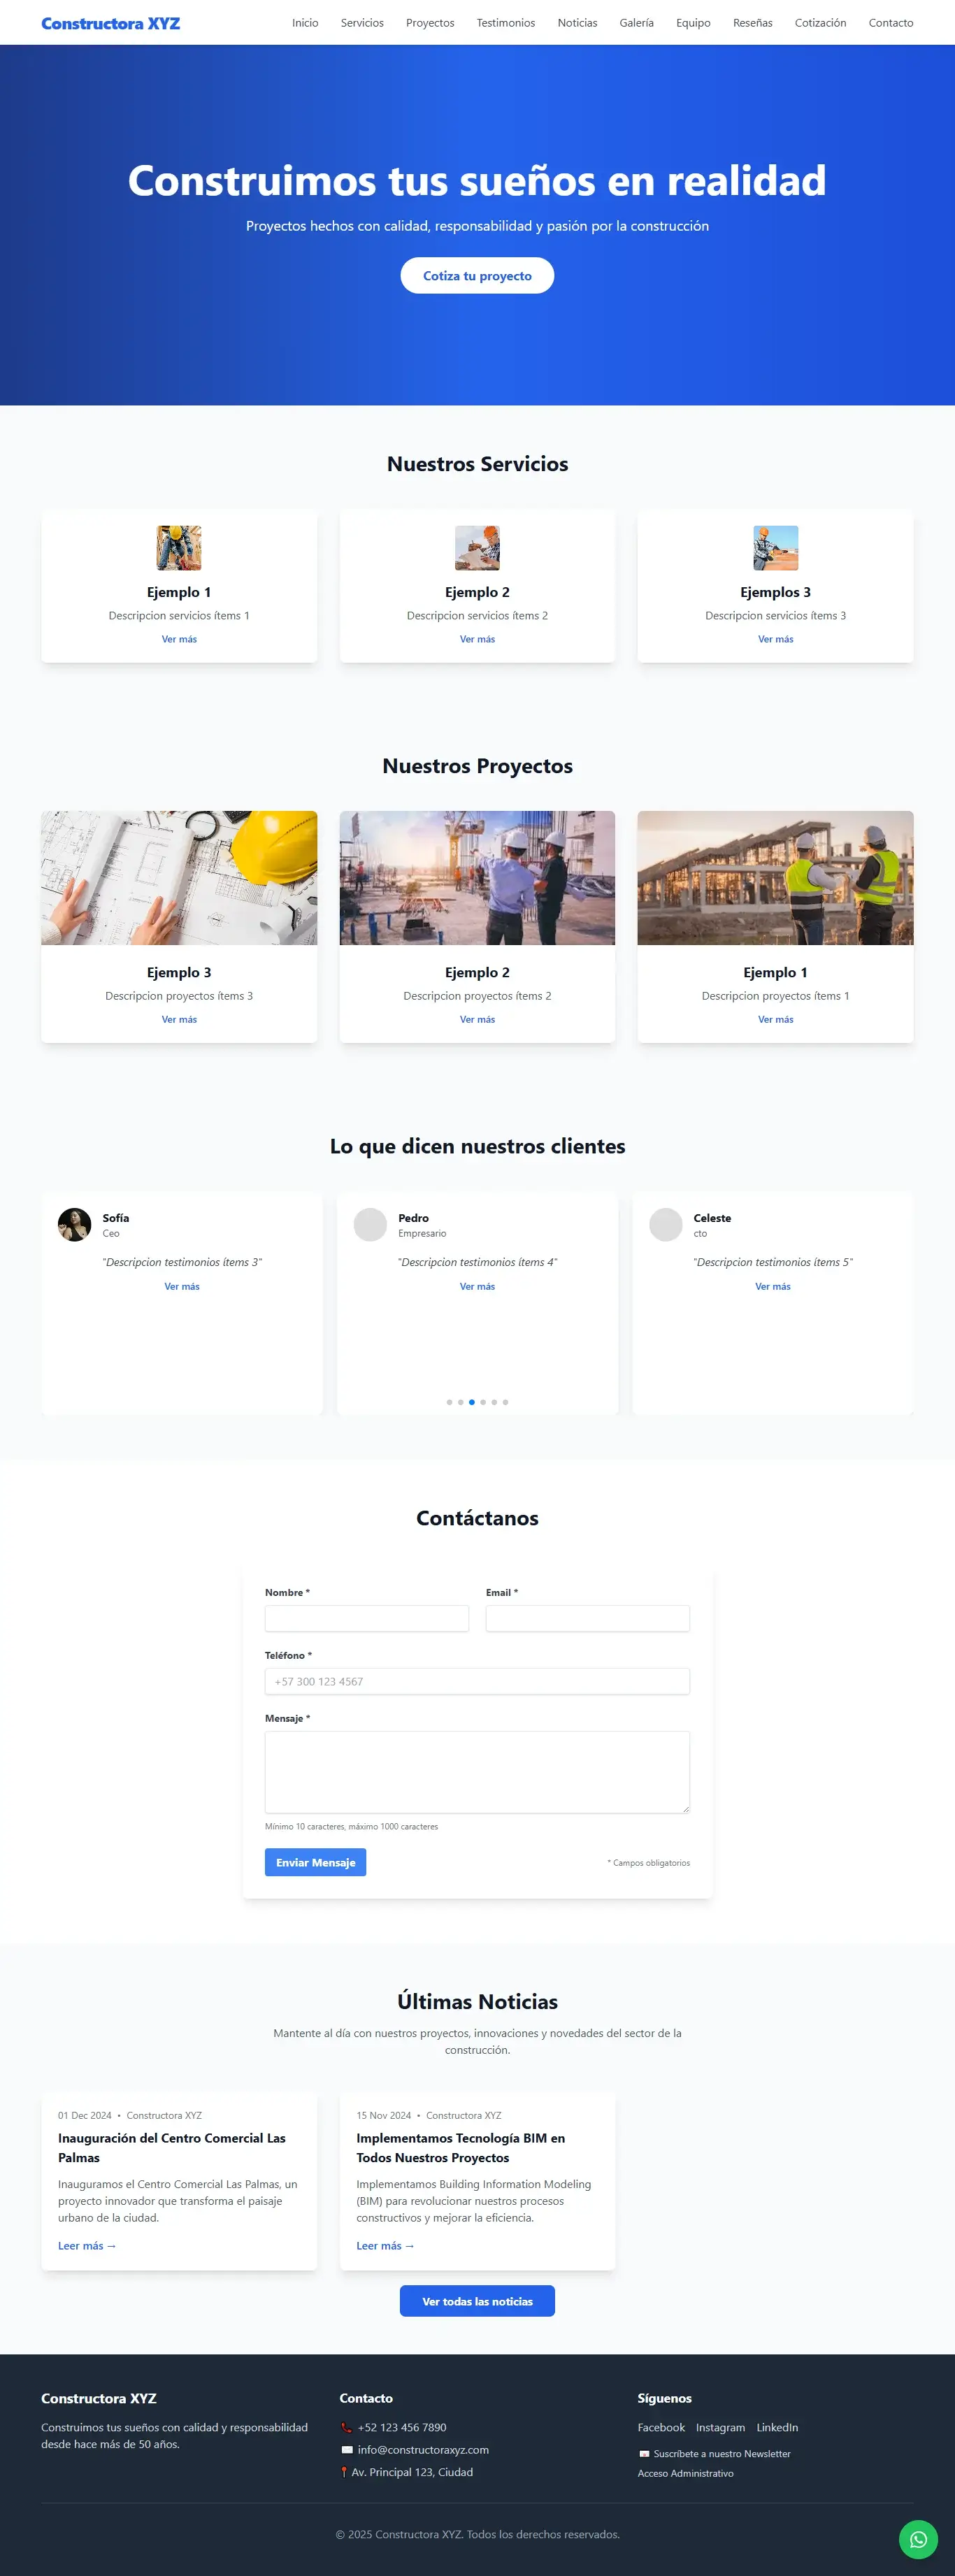 Constructora XYZ
Inicio Servicios Proyectos Testimonios Noticias Galería Equipo Reseñas Cotización Contacto
Construimos tus sueños en realidad
Proyectos hechos con calidad, responsabilidad y pasión por la construcción
Cotiza tu proyecto
Nuestros Servicios
Ejemplo 1
Descripcion servicios ítems 1
Ver más
Ejemplo 2
Descripcion servicios ítems 2
Ver más
Ejemplos 3
Descripcion servicios ítems 3
Ver más
Nuestros Proyectos
Ejemplo 3
Descripcion proyectos ítems 3
Ver más
Ejemplo 2
Descripcion proyectos ítems 2
Ver más
Ejemplo 1
Descripcion proyectos ítems 1
Ver más
Lo que dicen nuestros clientes
Sofía
Ceo
"Descripcion testimonios ítems 3"
Ver más
Pedro
Empresario
"Descripcion testimonios ítems 4"
Ver más
Celeste
cto
"Descripcion testimonios ítems 5"
Ver más
Contáctanos
Nombre *
Email *
Teléfono *
+57 300 123 4567
Mensaje *
Mínimo 10 caracteres, máximo 1000 caracteres
Enviar Mensaje
* Campos obligatorios
Últimas Noticias
Mantente al día con nuestros proyectos, innovaciones y novedades del sector de la
construcción.
01 Dec 2024 • Constructora XYZ
Inauguración del Centro Comercial Las
Palmas
Inauguramos el Centro Comercial Las Palmas, un
proyecto innovador que transforma el paisaje
urbano de la ciudad.
Leer más →
15 Nov 2024 • Constructora XYZ
Implementamos Tecnología BIM en
Todos Nuestros Proyectos
Implementamos Building Information Modeling
(BIM) para revolucionar nuestros procesos
constructivos y mejorar la eficiencia.
Leer más →
Ver todas las noticias
Constructora XYZ
Construimos tus sueños con calidad y responsabilidad
desde hace más de 50 años.
Contacto
+52 123 456 7890
info@constructoraxyz.com
Av. Principal 123, Ciudad
Síguenos
Facebook Instagram LinkedIn
Suscríbete a nuestro Newsletter
Acceso Administrativo
© 2025 Constructora XYZ. Todos los derechos reservados.